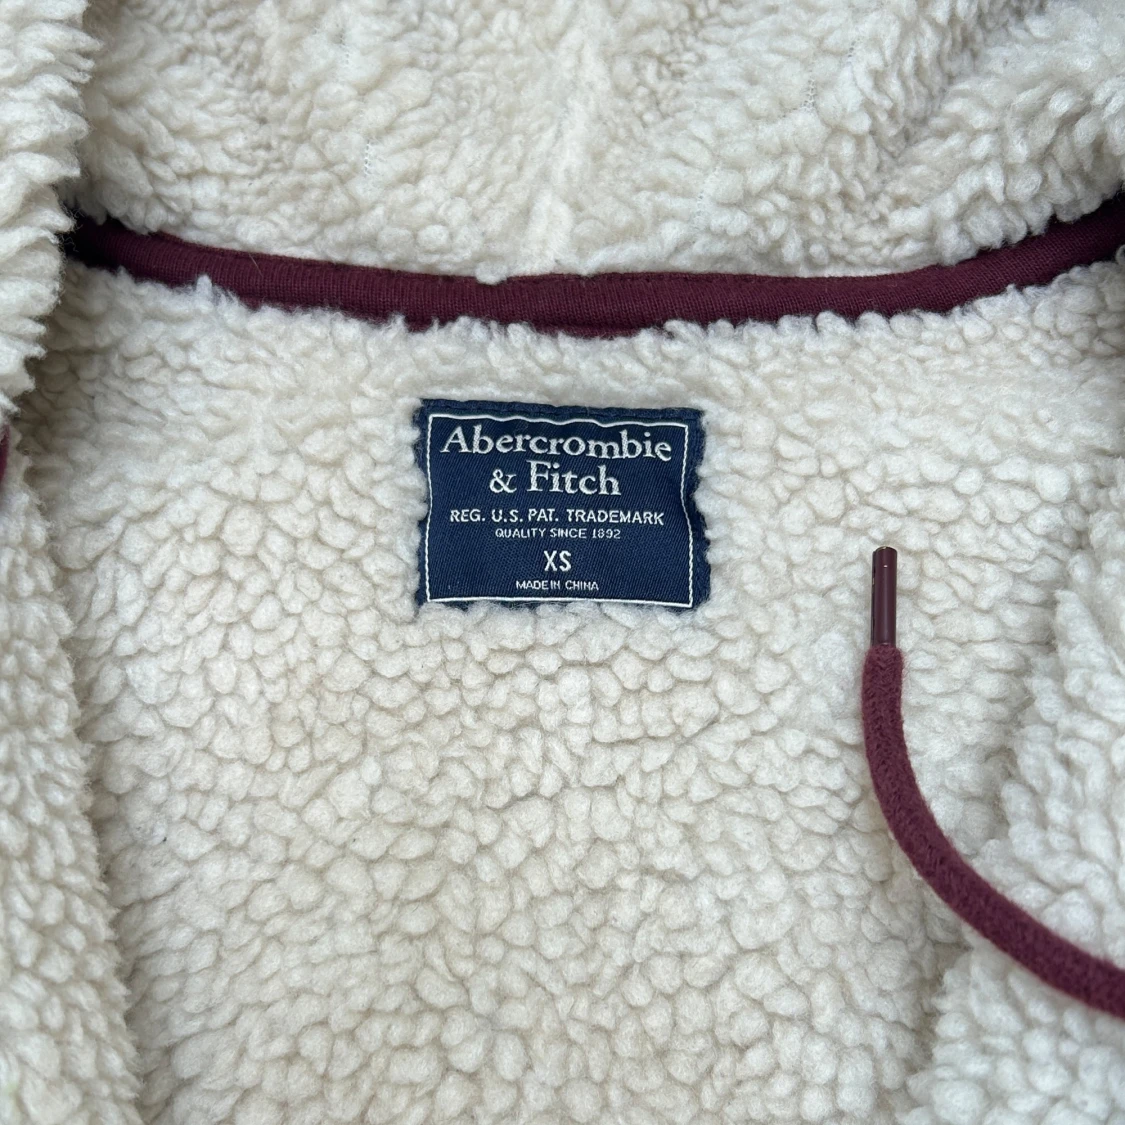 Abercrombie
& Fitch
REG. U.S. PAT. TRADEMARK
QUALITY SINCE 1892
XS
MADE IN CHINA